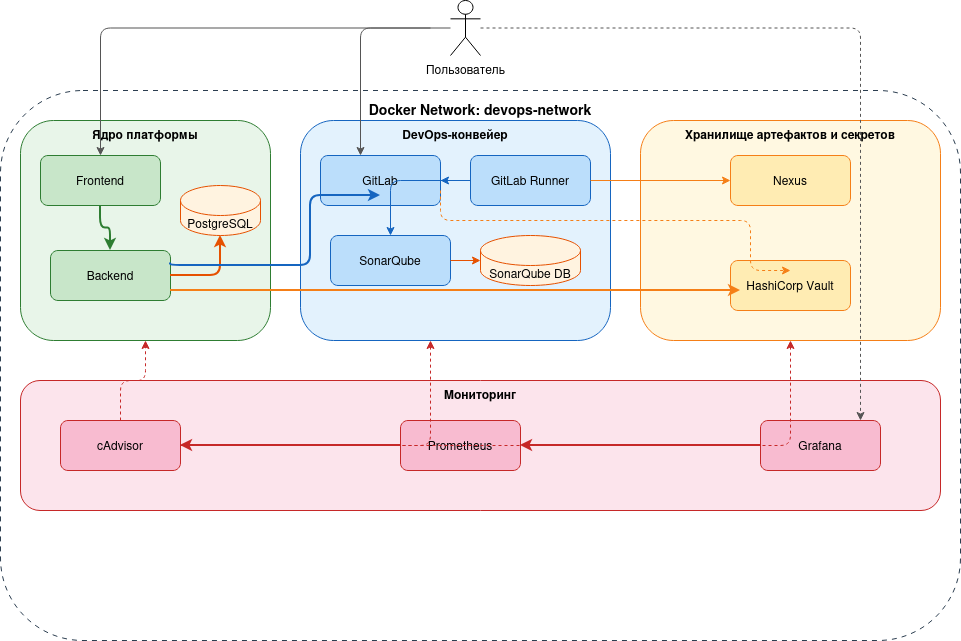 Пользователь
Docker Network: devops-network
Ядро платформы
DevOps-конвейер
Хранилище артефактов и секретов
Frontend
PostgreSQL
Backend
GitLab
GitLab Runner
SonarQube
SonarQube DB
Nexus
HashiCorp Vault
Мониторинг
cAdvisor
Prometheus
Grafana